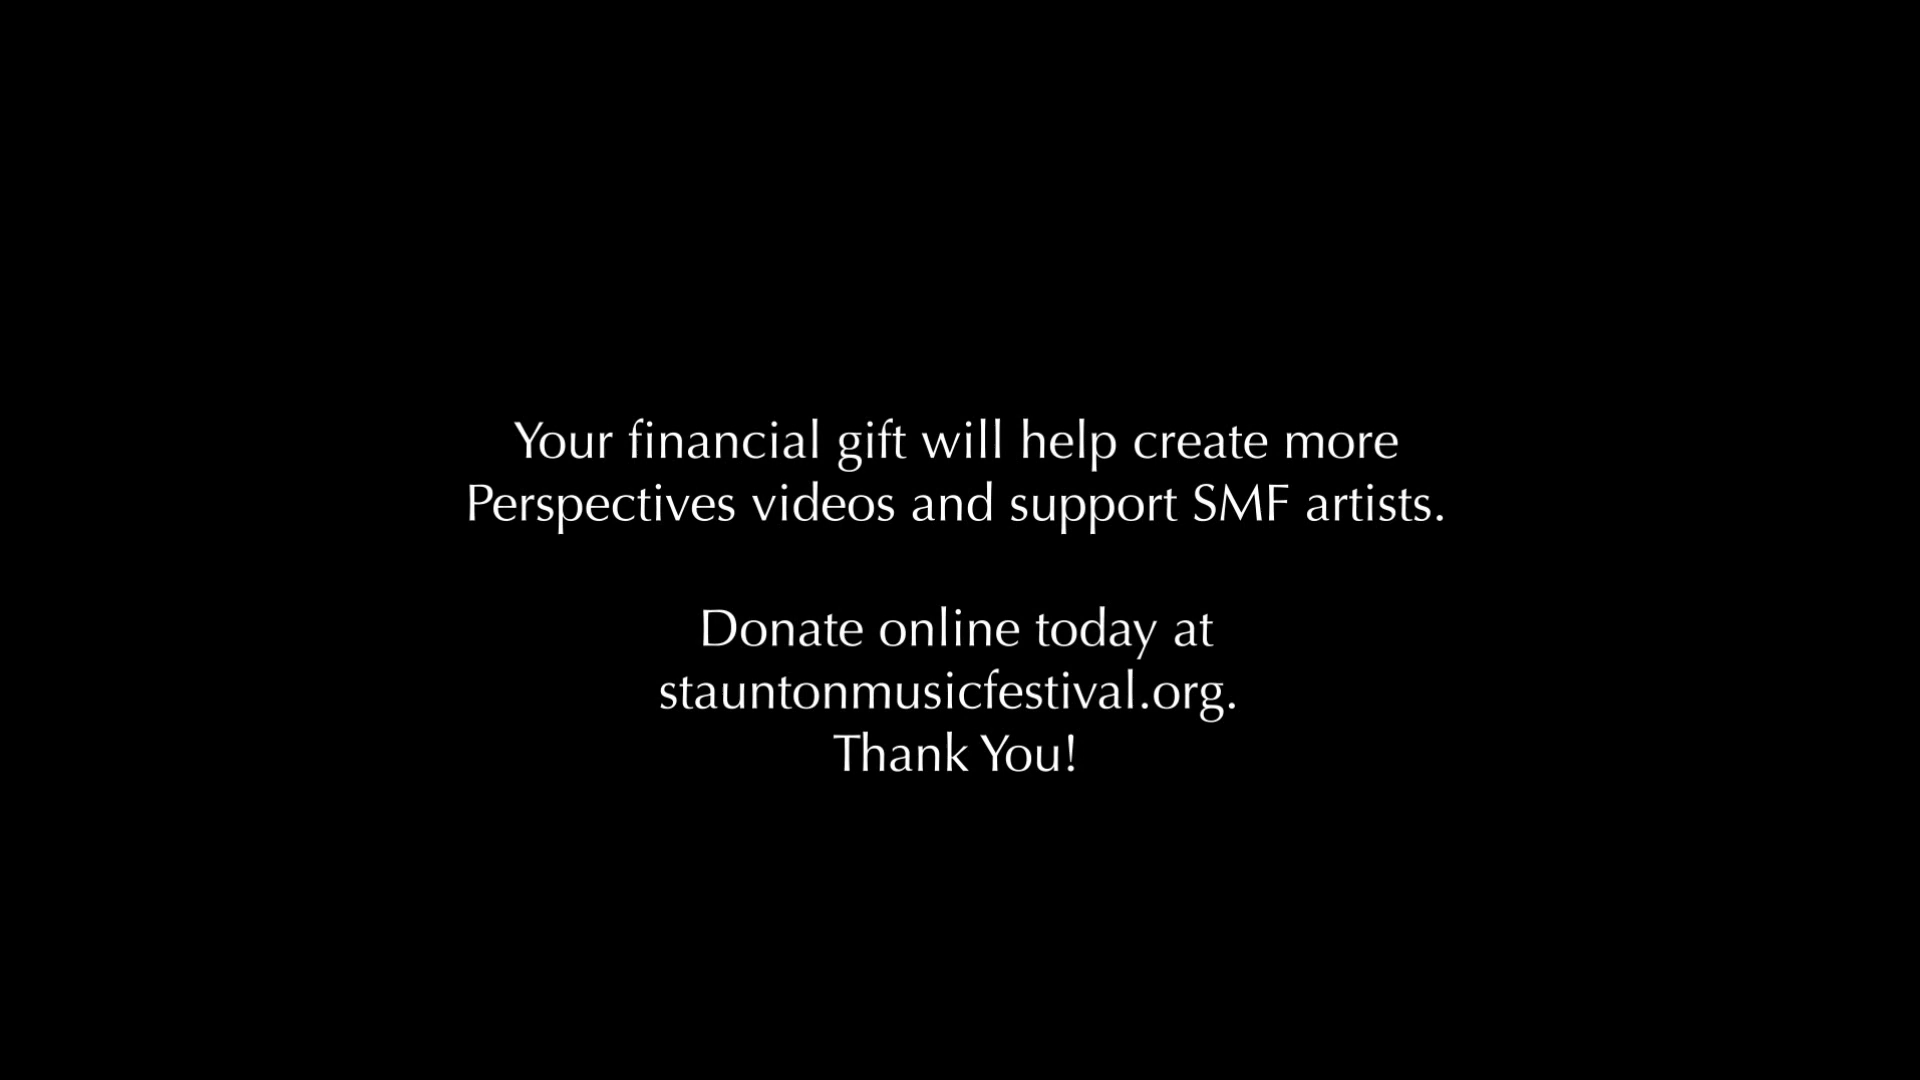 Your financial gift will help create more
Perspectives videos and support SMF artists.
Donate online today at
stauntonmusicfestival.org.
Thank You!